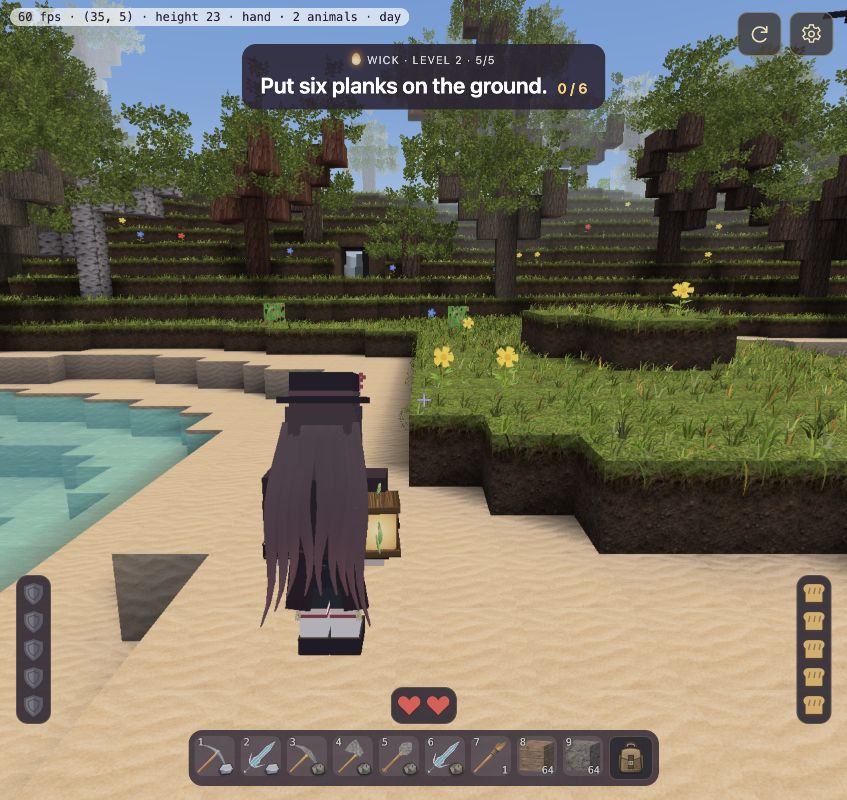 60 fps · (35, 5) · height 23 · hand · 2 animals · day
WICK · LEVEL 2 · 5/5
Put six planks on the ground. 0/6
1 2 3 4 5 6 7 8 9
1 64 64